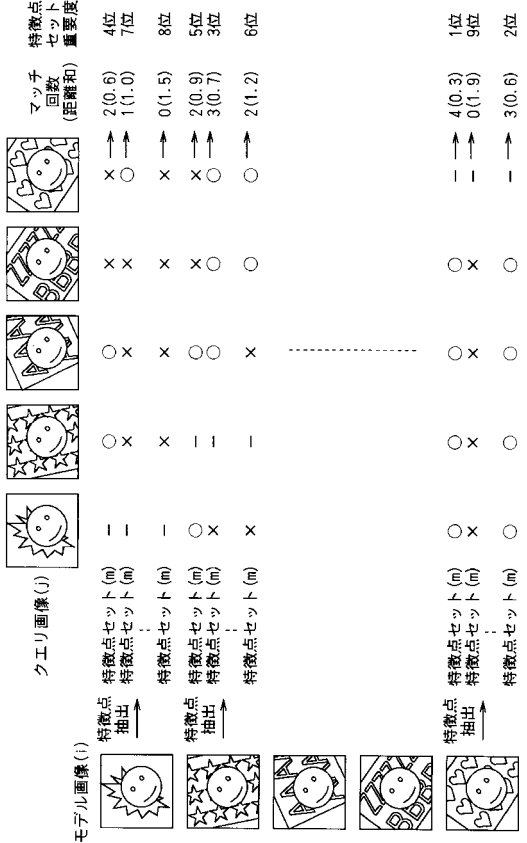 クエリ画像(j)
マッチ
回数
(距離和)
特徴点
セット
重要度
モデル画像(i)
特徴点
抽出
特徴点セット(m) − ○ ○ × × → 2(0.6) 4位
特徴点セット(m) − × × × ○ → 1(1.0) 7位
特徴点セット(m) − × × × × → 0(1.5) 8位
特徴点
抽出
特徴点セット(m) ○ − ○ × × → 2(0.9) 5位
特徴点セット(m) × − ○ ○ ○ → 3(0.7) 3位
特徴点セット(m) × − × ○ ○ → 2(1.2) 6位
特徴点
抽出
特徴点セット(m) ○ ○ ○ ○ − → 4(0.3) 1位
特徴点セット(m) × × × × − → 0(1.9) 9位
特徴点セット(m) ○ ○ ○ ○ − → 3(0.6) 2位